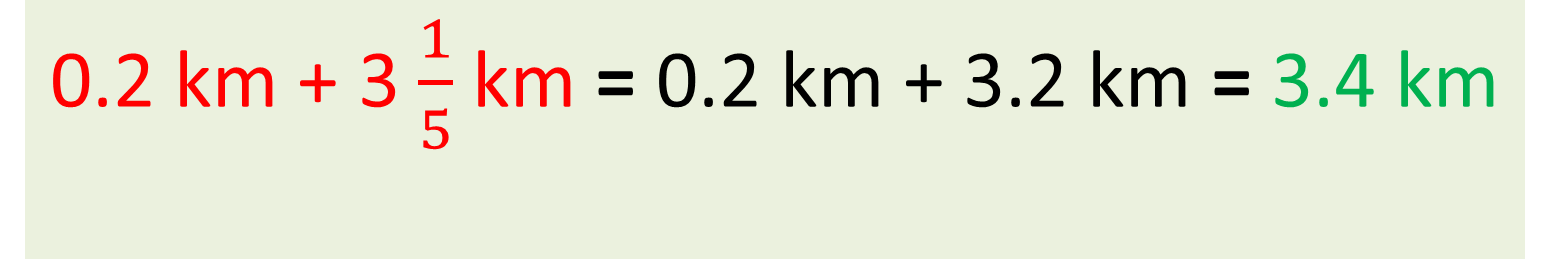 0.2 km + 3 1/5 km = 0.2 km + 3.2 km = 3.4 km